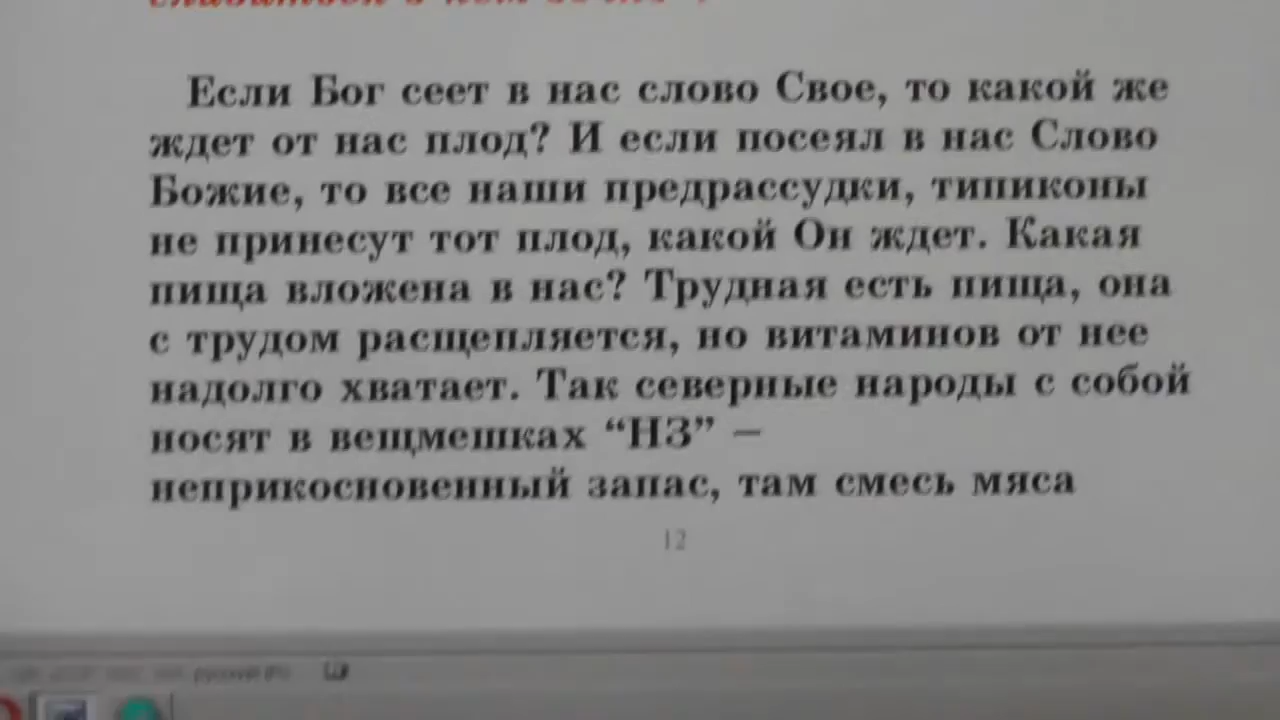 Если Бог сеет в нас слово Свое, то какой же
ждет от нас плод? И если посеял в нас Слово
Божие, то все наши предрассудки, типиконы
не принесут тот плод, какой Он ждет. Какая
пища вложена в нас? Трудная есть пища, она
с трудом расщепляется, но витаминов от нее
надолго хватает. Так северные народы с собой
носят в вещмешках “НЗ” –
неприкосновенный запас, там смесь мяса
12
русский